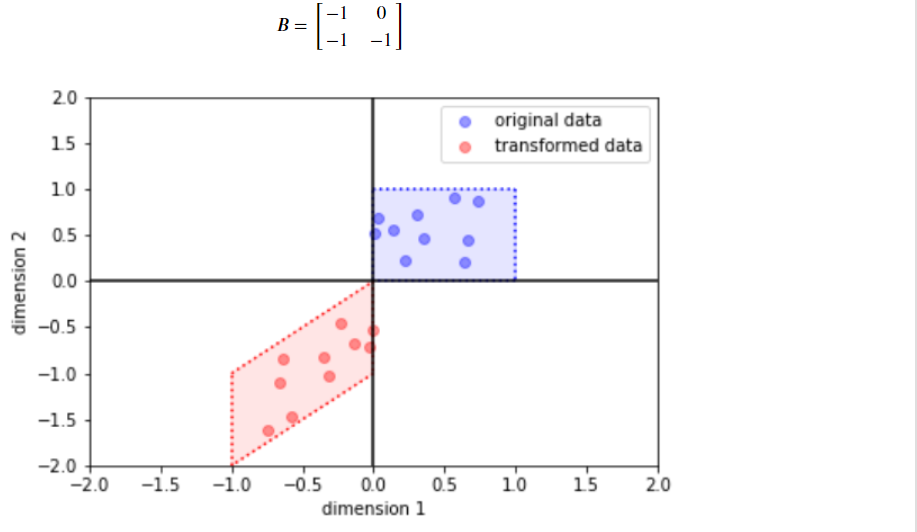 B = [−1 0
−1 −1]
2.0
original data
1.5
transformed data
1.0
0.5
dimension 2
0.0
−0.5
−1.0
−1.5
−2.0
−2.0 −1.5 −1.0 −0.5 0.0 0.5 1.0 1.5 2.0
dimension 1